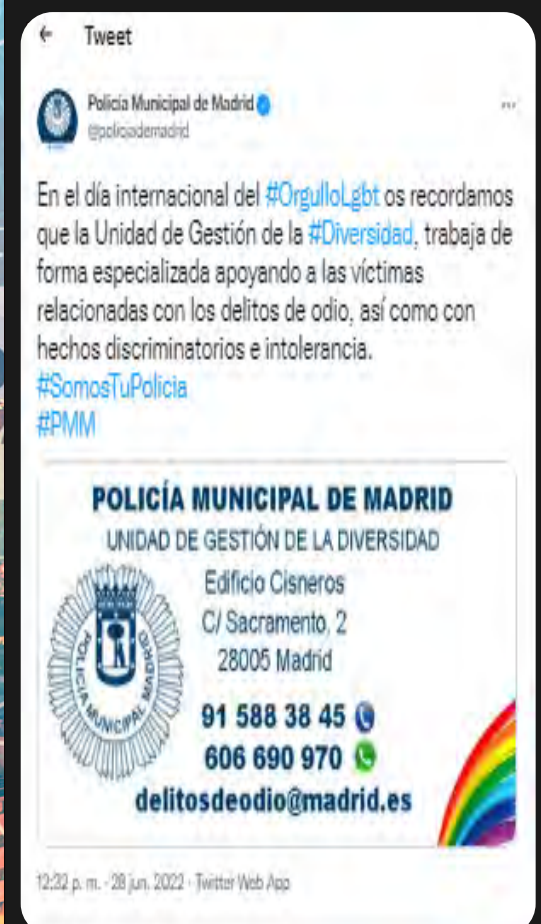 Tweet
Policía Municipal de Madrid
@policiademadrid
En el día internacional del #OrgulloLgbt os recordamos
que la Unidad de Gestión de la #Diversidad, trabaja de
forma especializada apoyando a las víctimas
relacionadas con los delitos de odio, así como con
hechos discriminatorios e intolerancia.
#SomosTuPolicia
#PMM
POLICÍA MUNICIPAL DE MADRID
UNIDAD DE GESTIÓN DE LA DIVERSIDAD
Edificio Cisneros
C/ Sacramento, 2
28005 Madrid
POLICIA MUNICIPAL MADRID
91 588 38 45
606 690 970
delitosdeodio@madrid.es
12:32 p. m. · 28 jun. 2022 · Twitter Web App